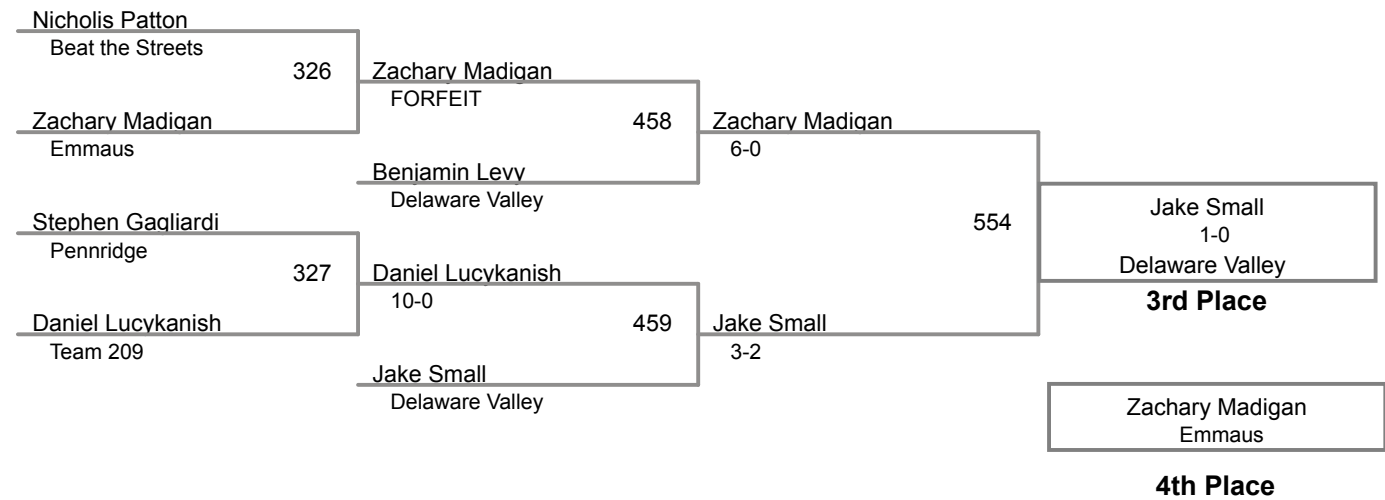 Nicholis Patton
Beat the Streets
326
Zachary Madigan
FORFEIT
Zachary Madigan
Emmaus
458
Zachary Madigan
6-0
Benjamin Levy
Delaware Valley
Stephen Gagliardi
Pennridge
554
Jake Small
1-0
Delaware Valley
3rd Place
327
Daniel Lucykanish
10-0
Daniel Lucykanish
Team 209
459
Jake Small
3-2
Jake Small
Delaware Valley
Zachary Madigan
Emmaus
4th Place